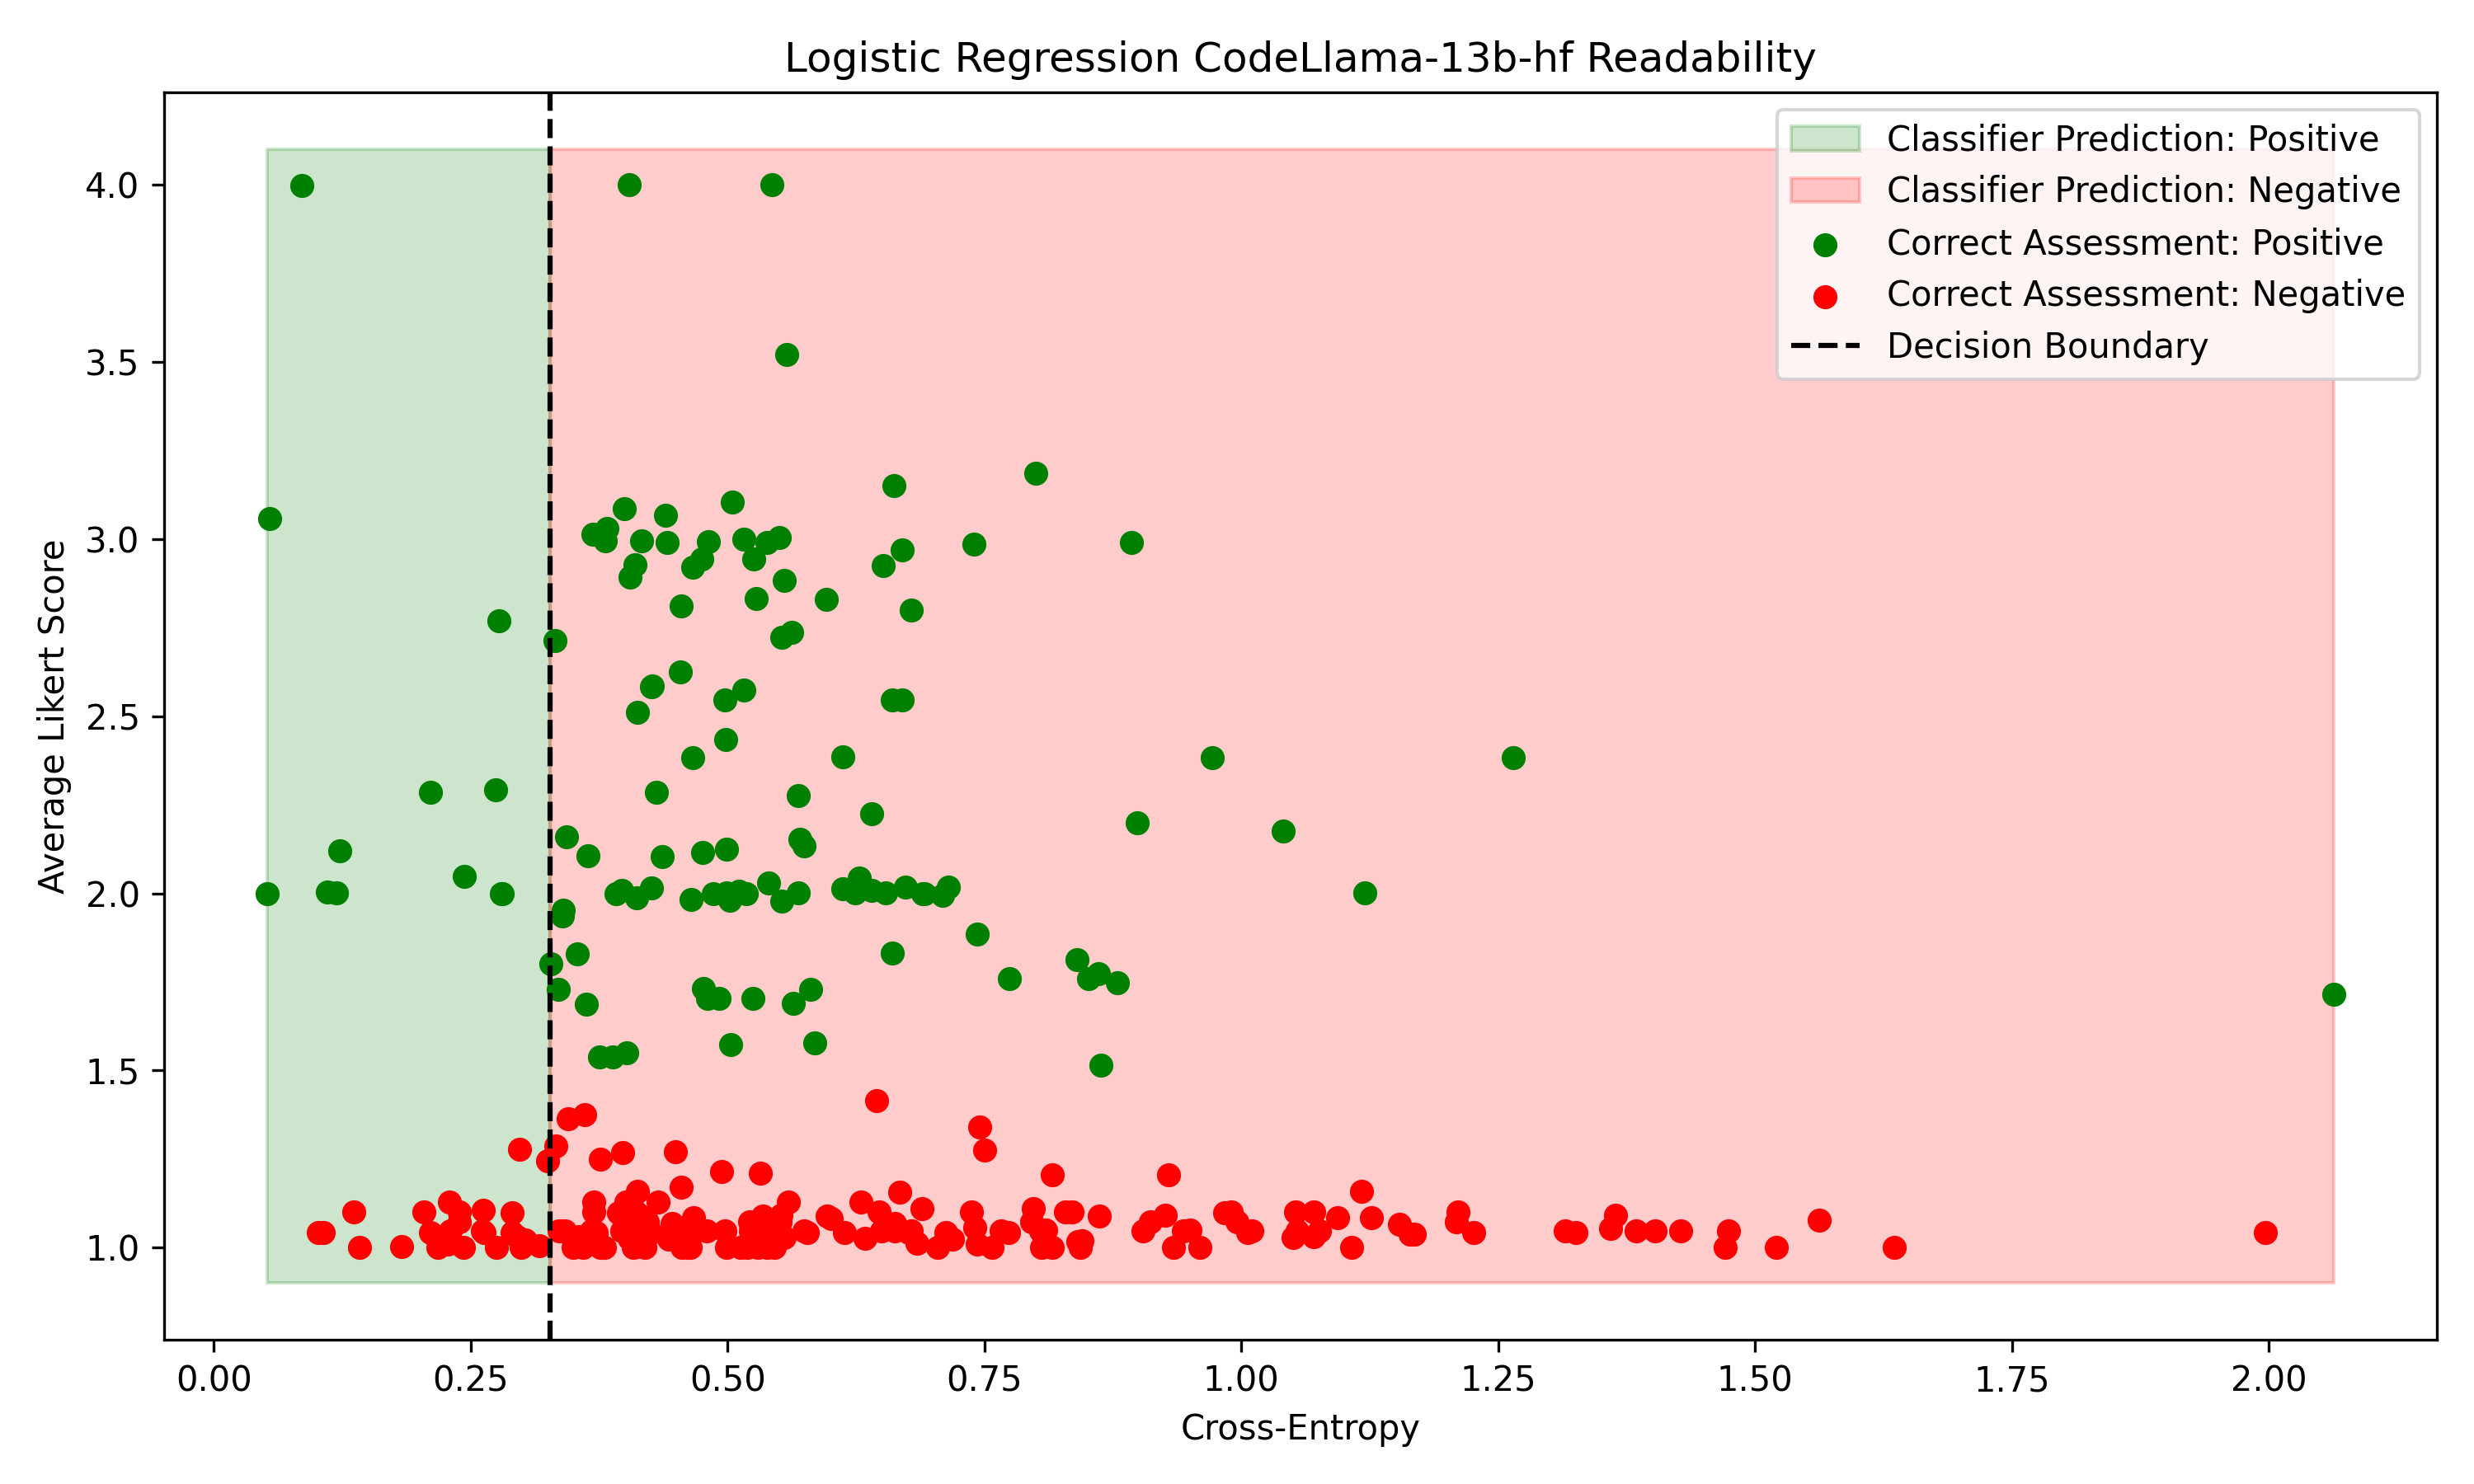 Logistic Regression CodeLlama-13b-hf Readability
Classifier Prediction: Positive
Classifier Prediction: Negative
Correct Assessment: Positive
Correct Assessment: Negative
Decision Boundary
Average Likert Score
4.0
3.5
3.0
2.5
2.0
1.5
1.0
0.00 0.25 0.50 0.75 1.00 1.25 1.50 1.75 2.00
Cross-Entropy